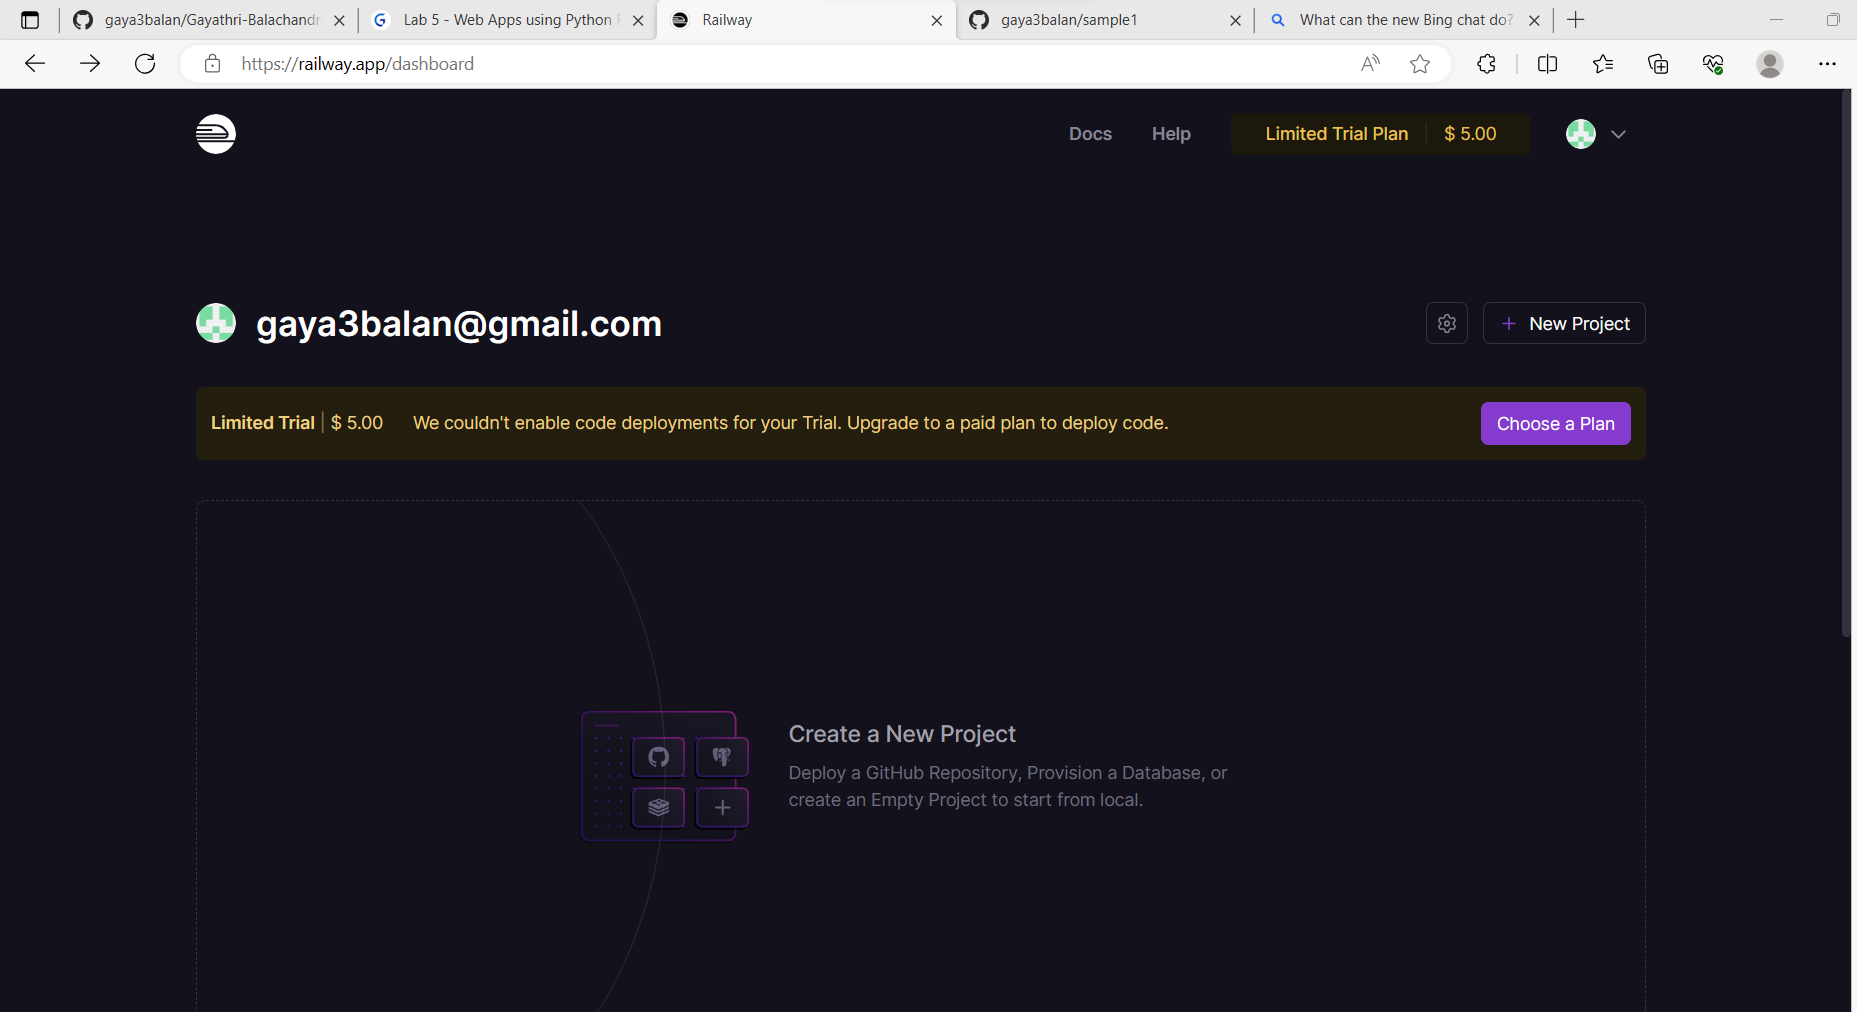 gaya3balan/Gayathri-Balachandra
Lab 5 - Web Apps using Python F
Railway
gaya3balan/sample1
What can the new Bing chat do?
https://railway.app/dashboard
Docs
Help
Limited Trial Plan
$ 5.00
gaya3balan@gmail.com
New Project
Limited Trial
$ 5.00
We couldn't enable code deployments for your Trial. Upgrade to a paid plan to deploy code.
Choose a Plan
Create a New Project
Deploy a GitHub Repository, Provision a Database, or
create an Empty Project to start from local.